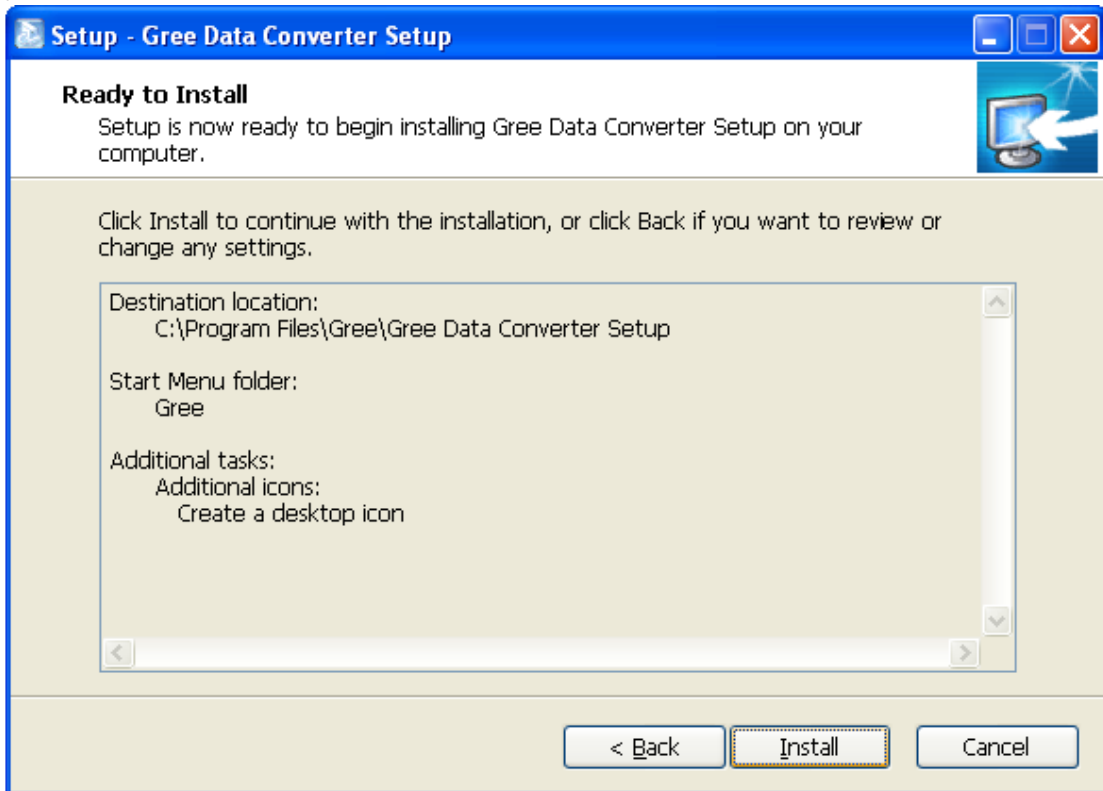 Setup - Gree Data Converter Setup
Ready to Install
Setup is now ready to begin installing Gree Data Converter Setup on your
computer.
Click Install to continue with the installation, or click Back if you want to review or
change any settings.
Destination location:
C:\Program Files\Gree\Gree Data Converter Setup
Start Menu folder:
Gree
Additional tasks:
Additional icons:
Create a desktop icon
< Back
Install
Cancel